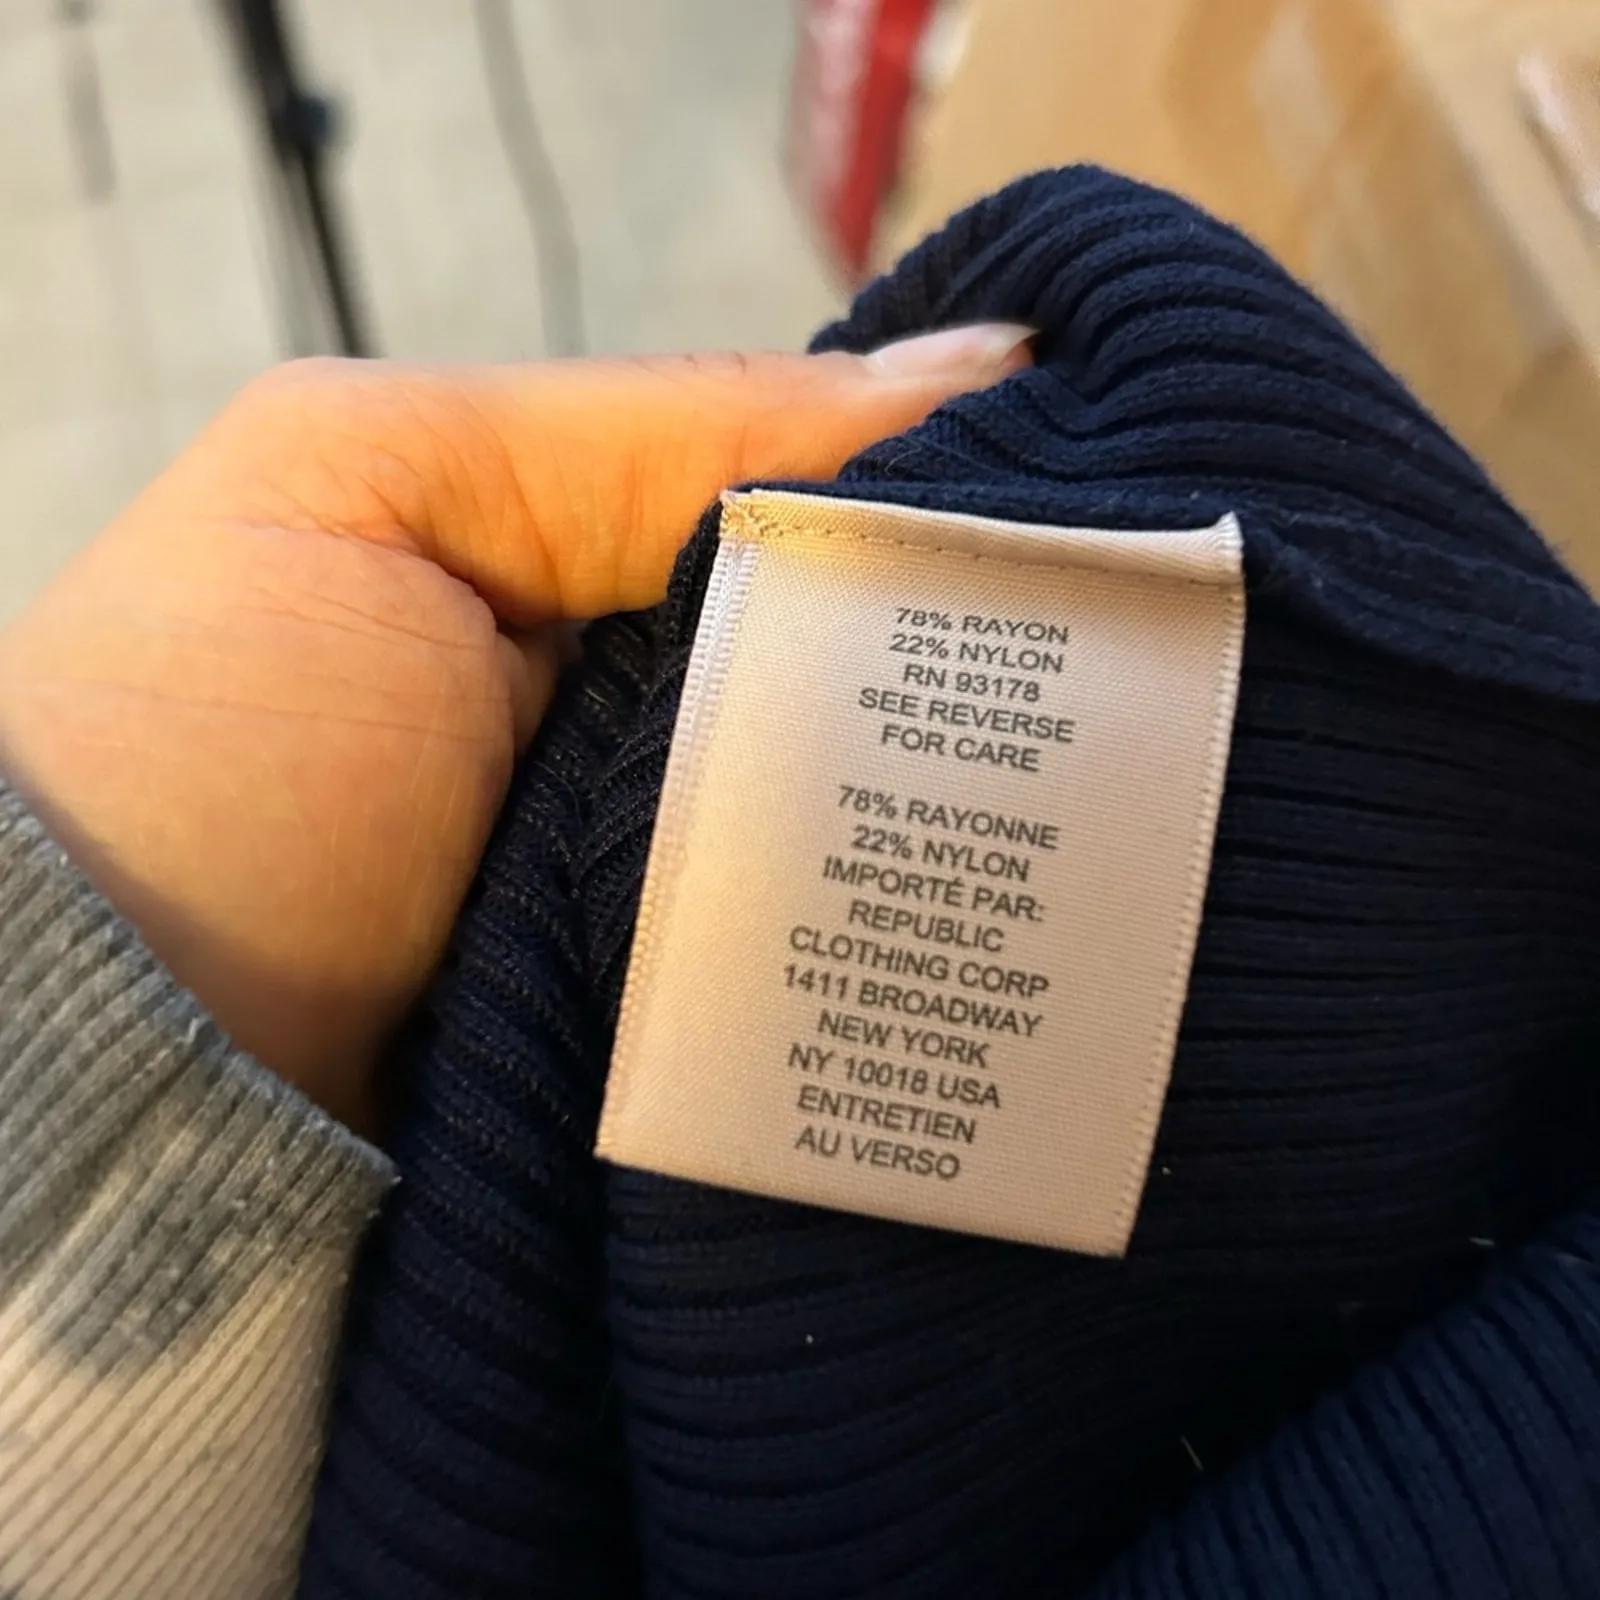 78% RAYON
22% NYLON
RN 93178
SEE REVERSE
FOR CARE
78% RAYONNE
22% NYLON
IMPORTÉ PAR:
REPUBLIC
CLOTHING CORP
1411 BROADWAY
NEW YORK
NY 10018 USA
ENTRETIEN
AU VERSO